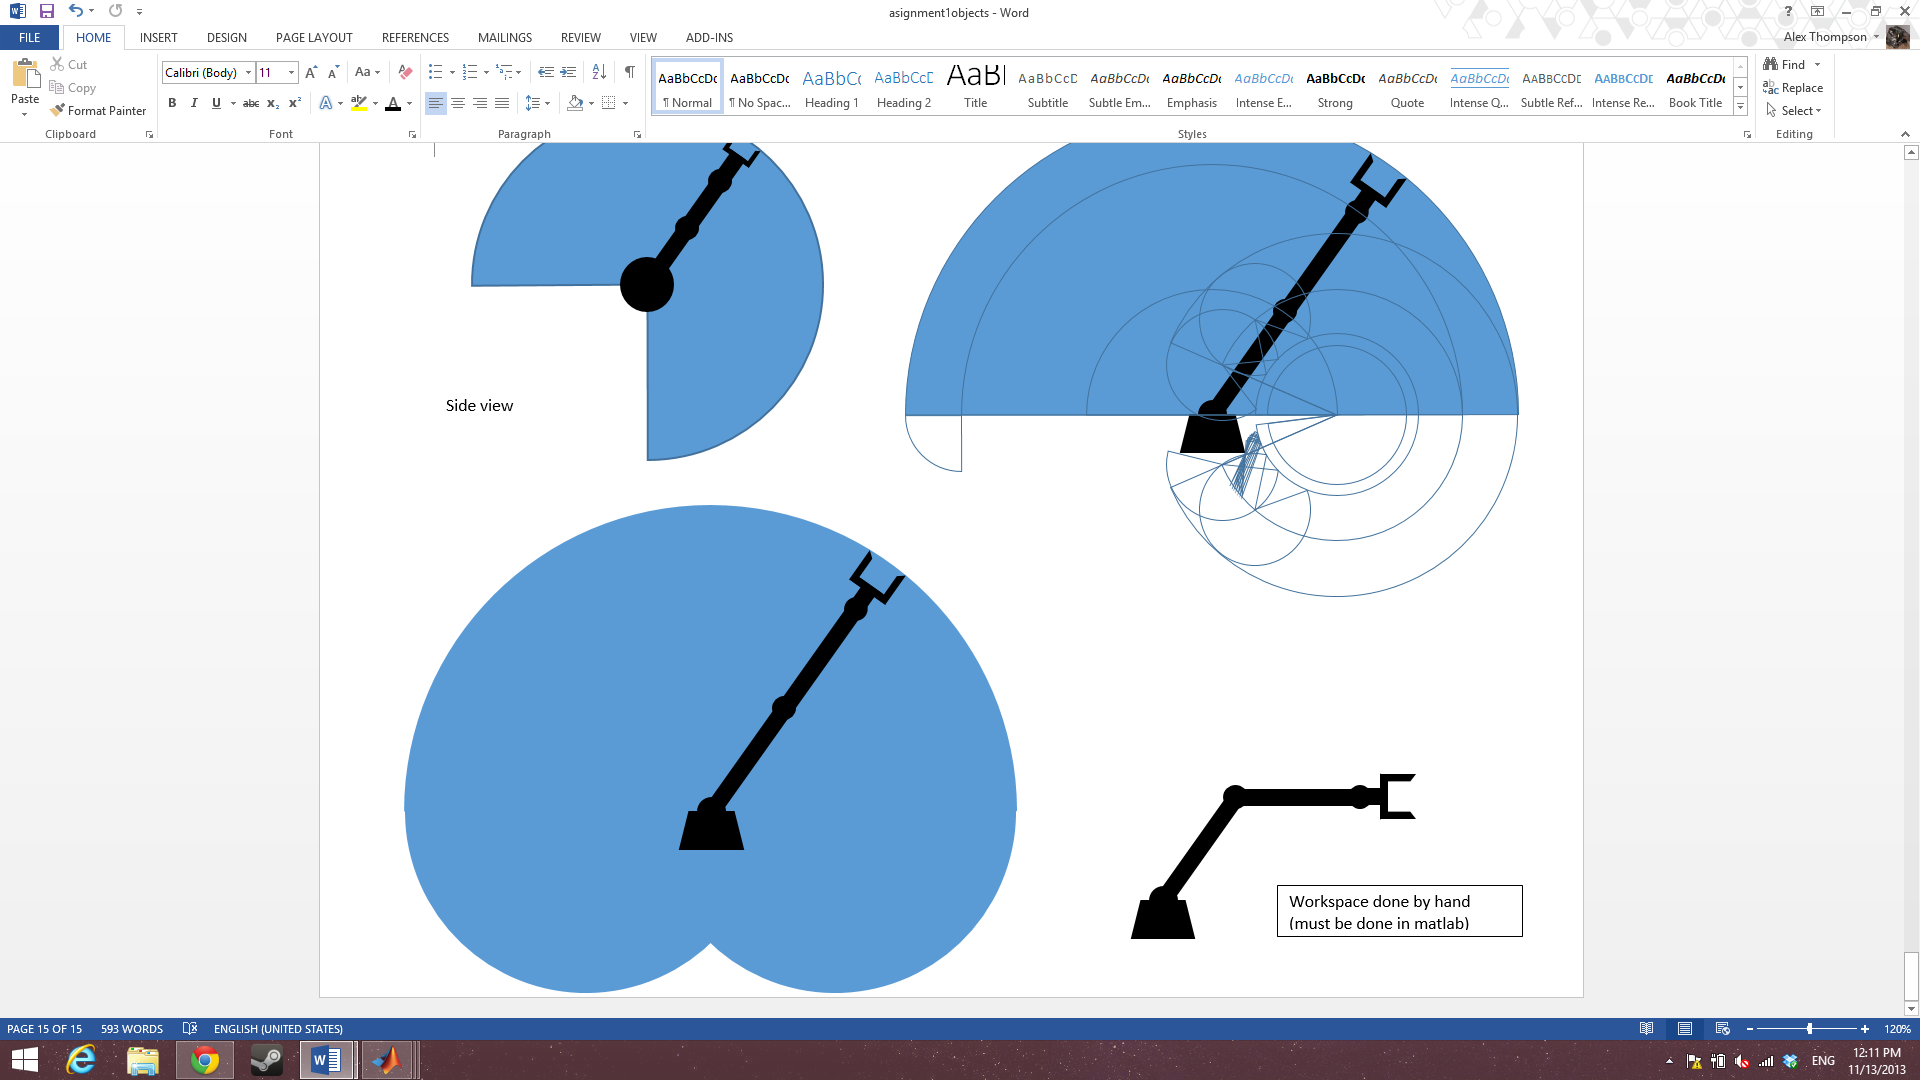 asignment1objects - Word
?
FILE
HOME
INSERT
DESIGN
PAGE LAYOUT
REFERENCES
MAILINGS
REVIEW
VIEW
ADD-INS
Alex Thompson
Paste
Cut
Copy
Format Painter
Clipboard
Calibri (Body)
11
Font
Paragraph
AaBbCcDc
¶ Normal
AaBbCcDc
¶ No Spac...
AaBbCc
Heading 1
AaBbCcD
Heading 2
AaBl
Title
AaBbCcD
Subtitle
AaBbCcDc
Subtle Em...
AaBbCcDc
Emphasis
AaBbCcDc
Intense E...
AaBbCcDc
Strong
AaBbCcDc
Quote
AaBbCcDc
Intense Q...
AABBCCDE
Subtle Ref...
AABBCCDE
Intense Re...
AaBbCcDc
Book Title
Styles
Find
Replace
Select
Editing
Side view
Workspace done by hand
(must be done in matlab)
PAGE 15 OF 15
593 WORDS
ENGLISH (UNITED STATES)
120%
ENG
12:11 PM
11/13/2013